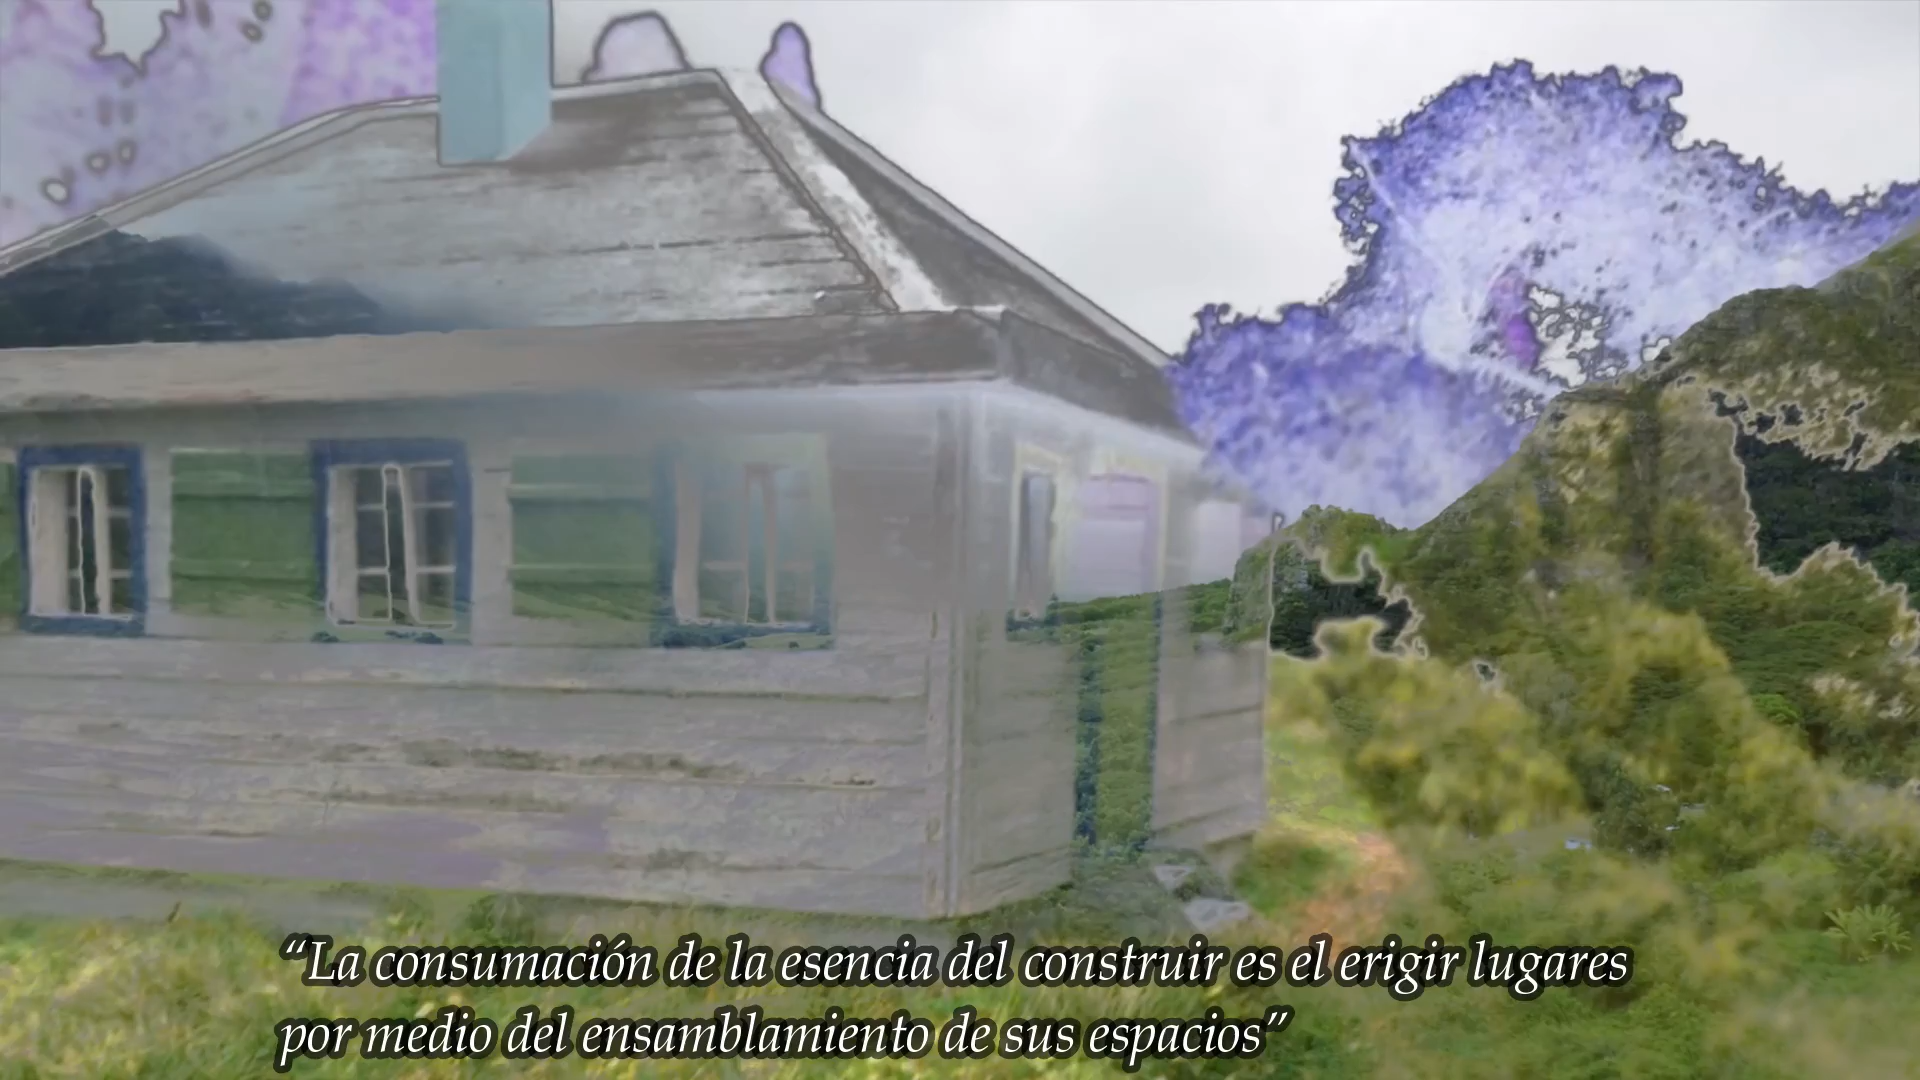 “La consumación de la esencia del construir es el erigir lugares
por medio del ensamblamiento de sus espacios”